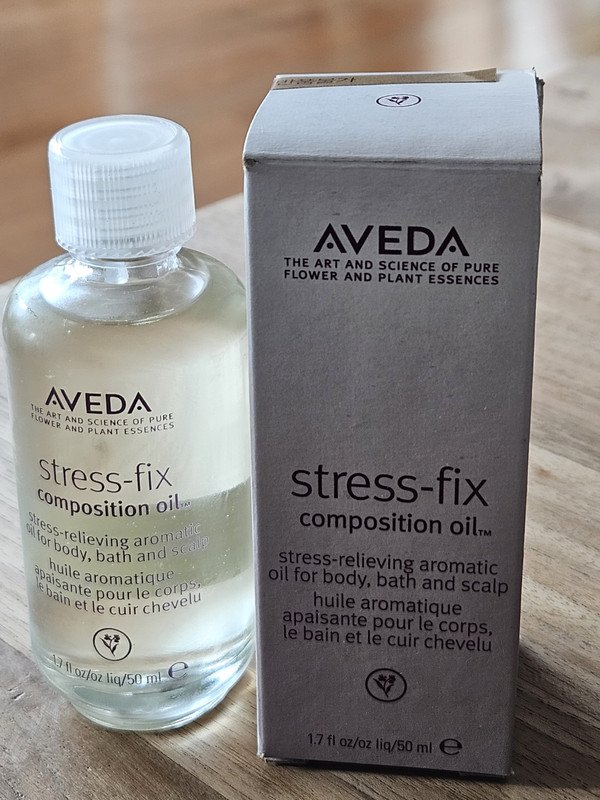 AVEDA
THE ART AND SCIENCE OF PURE
FLOWER AND PLANT ESSENCES
stress-fix
composition oil™
stress-relieving aromatic
oil for body, bath and scalp
huile aromatique
apaisante pour le corps,
le bain et le cuir chevelu
1.7 fl oz/oz liq/50 ml ℮
AVEDA
THE ART AND SCIENCE OF PURE
FLOWER AND PLANT ESSENCES
stress-fix
composition oil™
stress-relieving aromatic
oil for body, bath and scalp
huile aromatique
apaisante pour le corps,
le bain et le cuir chevelu
1.7 fl oz/oz liq/50 ml ℮